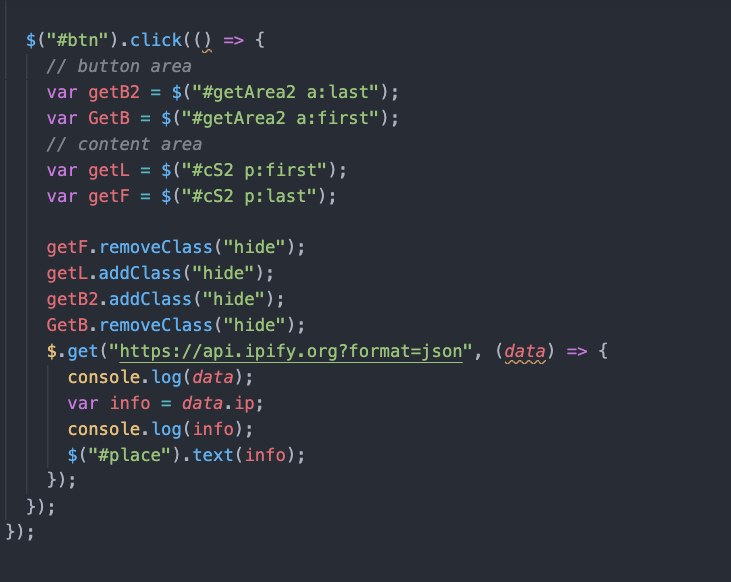 $("#btn").click(() => {
// button area
var getB2 = $("#getArea2 a:last");
var GetB = $("#getArea2 a:first");
// content area
var getL = $("#cS2 p:first");
var getF = $("#cS2 p:last");
getF.removeClass("hide");
getL.addClass("hide");
getB2.addClass("hide");
GetB.removeClass("hide");
$.get("https://api.ipify.org?format=json", (data) => {
console.log(data);
var info = data.ip;
console.log(info);
$("#place").text(info);
});
});
});